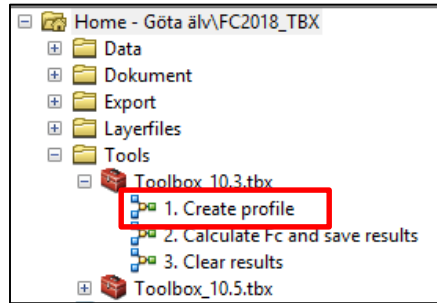 Home - Göta älv\FC2018_TBX
Data
Dokument
Export
Layerfiles
Tools
Toolbox_10.3.tbx
1. Create profile
2. Calculate Fc and save results
3. Clear results
Toolbox_10.5.tbx